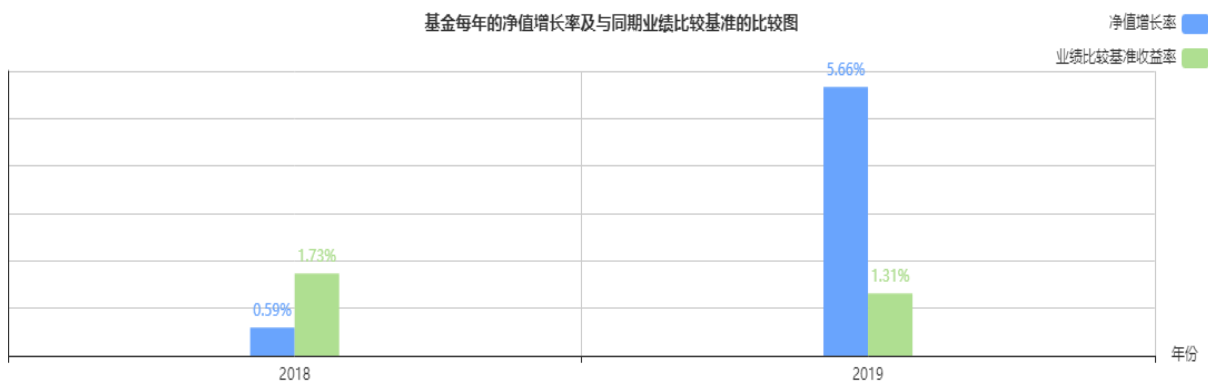 基金每年的净值增长率及与同期业绩比较基准的比较图
净值增长率
业绩比较基准收益率
5.66%
1.73%
1.31%
0.59%
年份
2018
2019